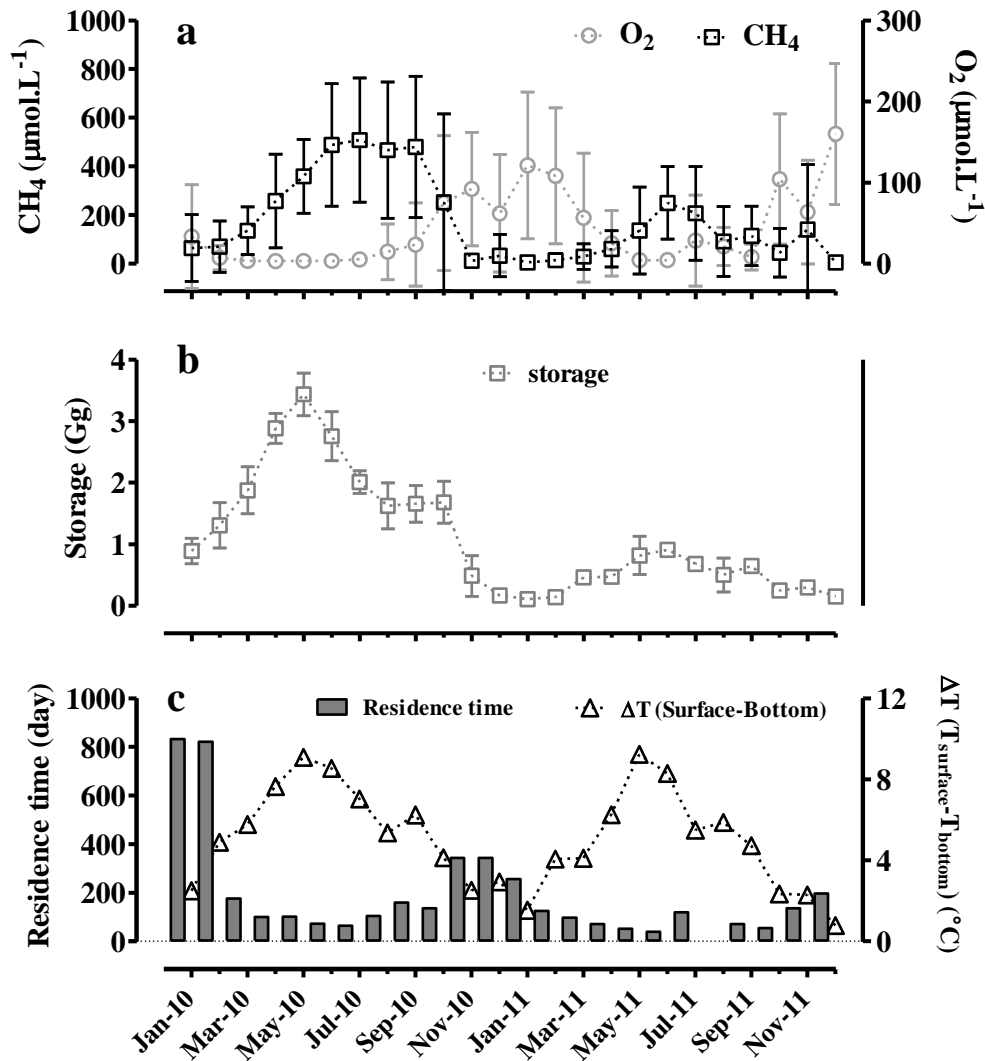 a
O2
CH4
1000
800
600
400
200
0
CH4 (μmol.L-1)
300
200
100
0
O2 (μmol.L-1)
b
storage
4
3
2
1
0
Storage (Gg)
c
Residence time
ΔT (Surface-Bottom)
1000
800
600
400
200
0
Residence time (day)
12
8
4
0
ΔT (Tsurface-Tbottom) (°C)
Jan-10
Mar-10
May-10
Jul-10
Sep-10
Nov-10
Jan-11
Mar-11
May-11
Jul-11
Sep-11
Nov-11